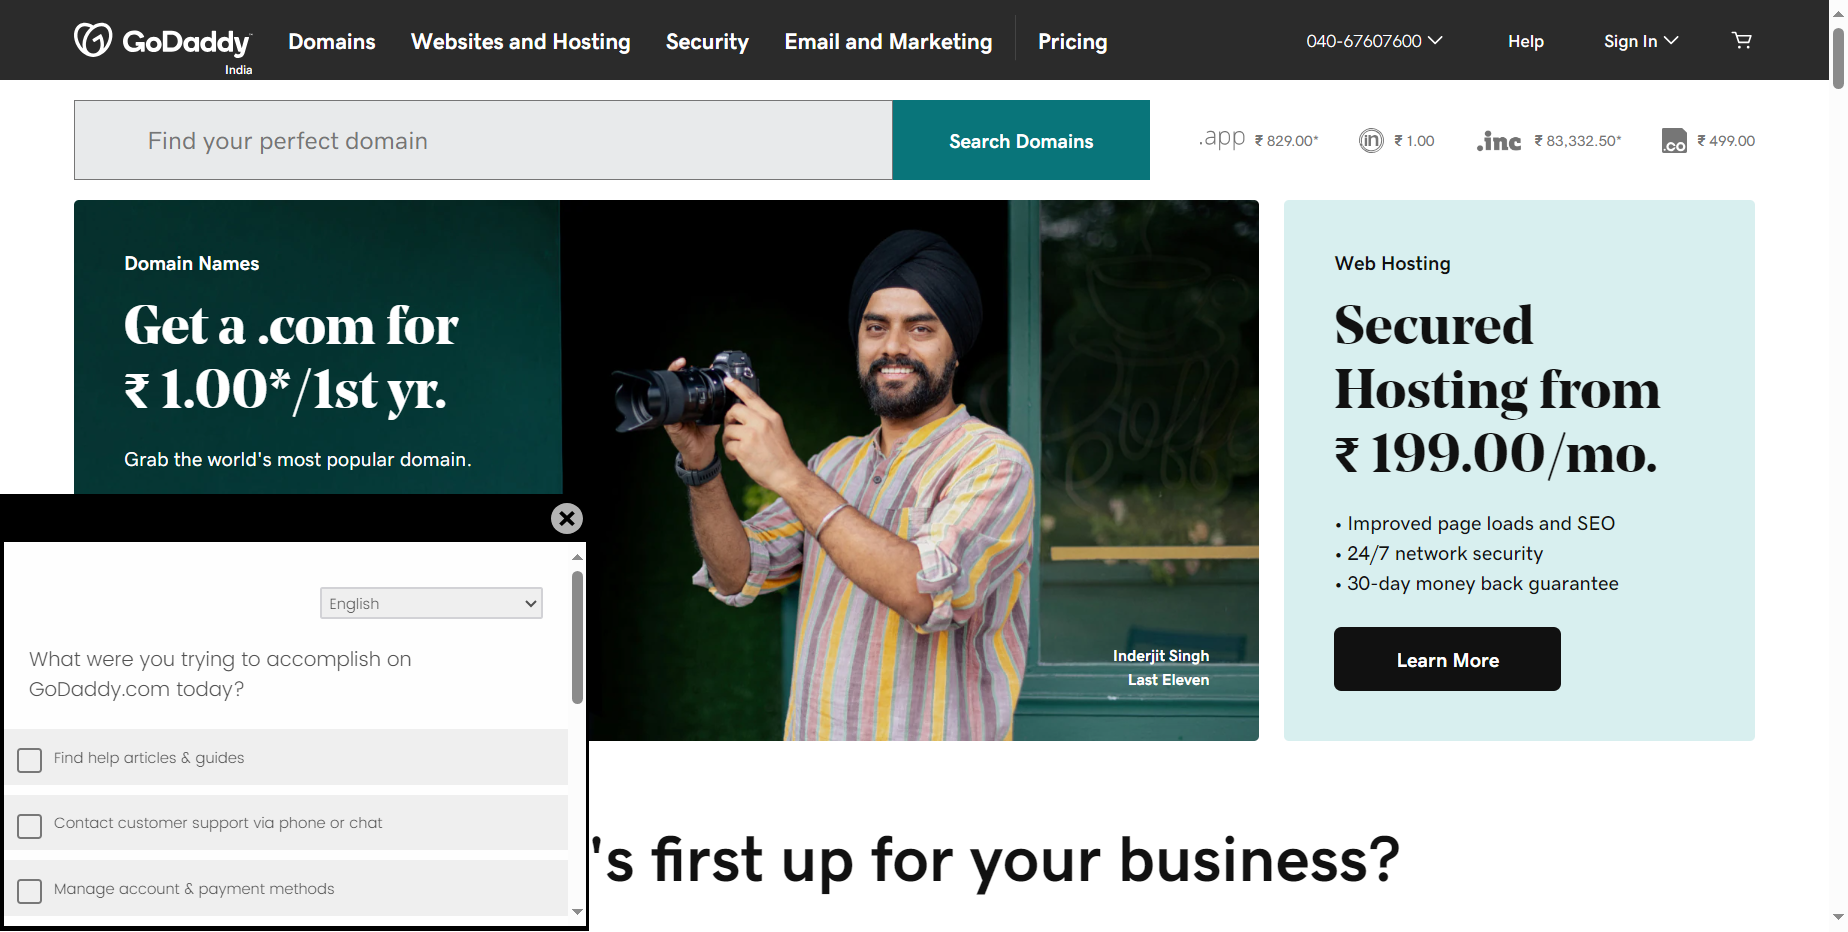 GoDaddy
India
Domains
Websites and Hosting
Security
Email and Marketing
Pricing
040-67607600
Help
Sign In
Find your perfect domain
Search Domains
.app ₹ 829.00*
in ₹ 1.00
.inc ₹ 83,332.50*
.co ₹ 499.00
Domain Names
Get a .com for
₹ 1.00*/1st yr.
Grab the world's most popular domain.
Inderjit Singh
Last Eleven
Web Hosting
Secured
Hosting from
₹ 199.00/mo.
• Improved page loads and SEO
• 24/7 network security
• 30-day money back guarantee
Learn More
English
What were you trying to accomplish on
GoDaddy.com today?
Find help articles & guides
Contact customer support via phone or chat
Manage account & payment methods
's first up for your business?